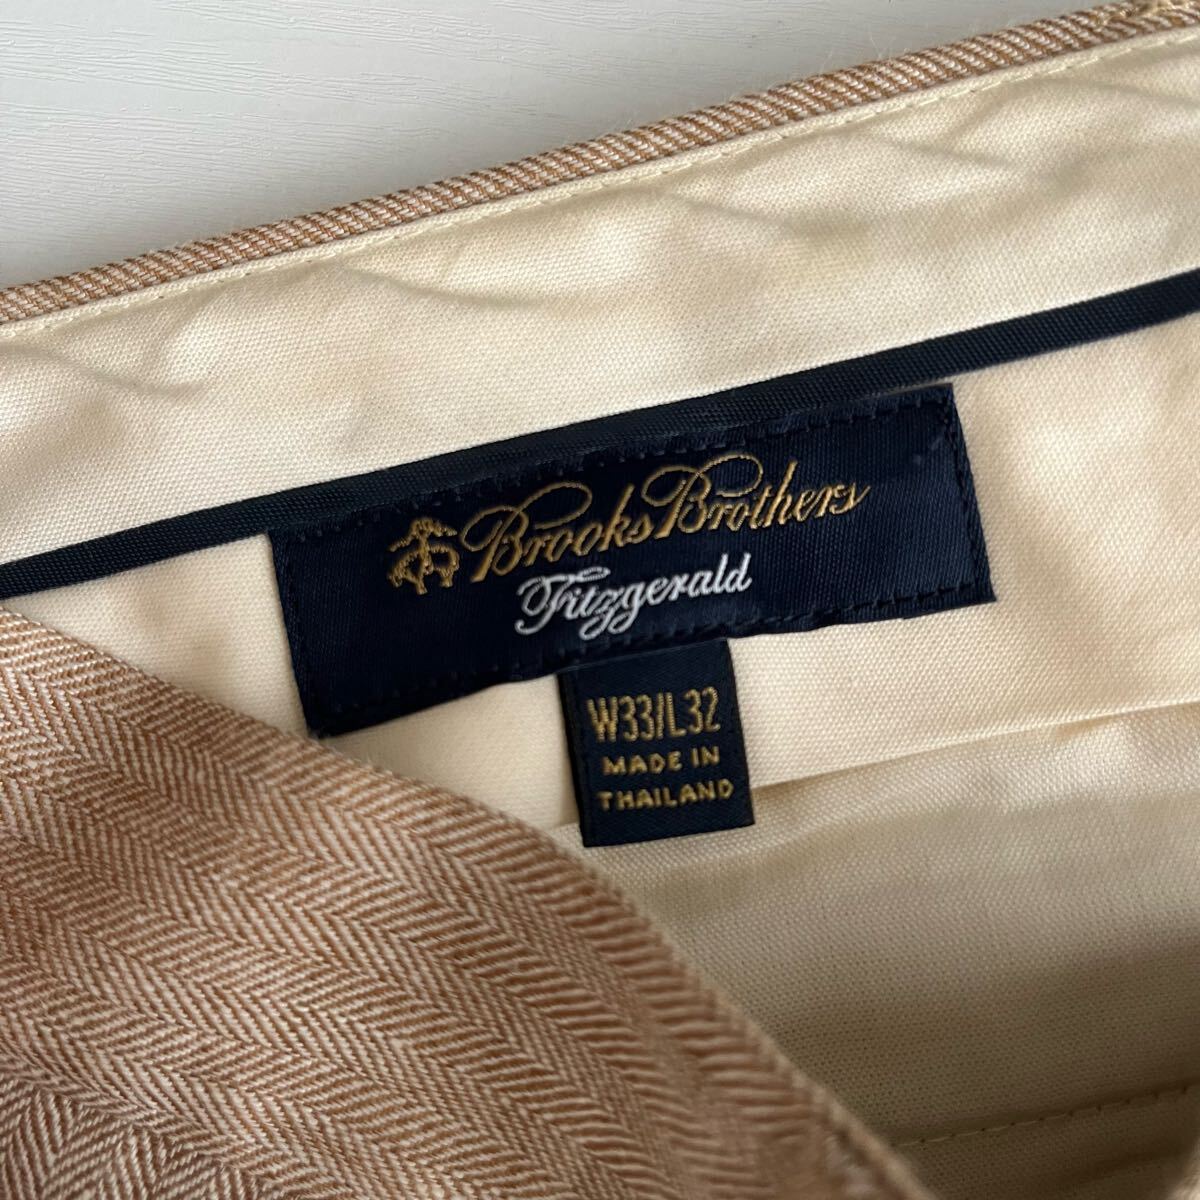 Brooks Brothers
Fitzgerald
W33/L32
MADE IN
THAILAND